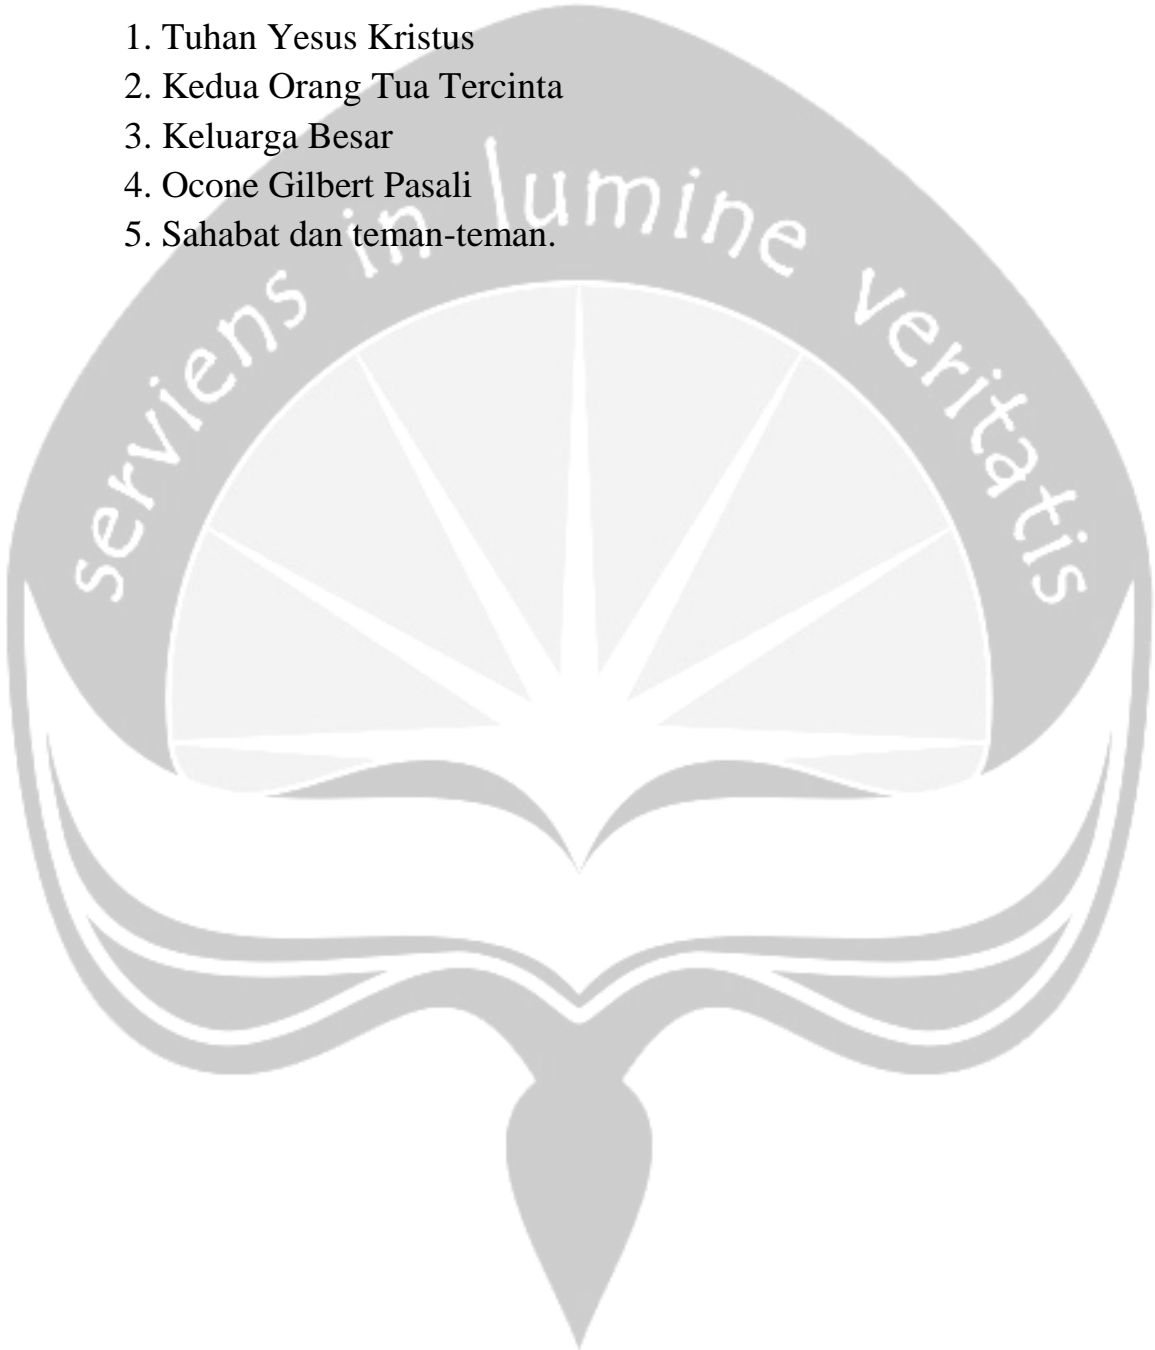 1. Tuhan Yesus Kristus
2. Kedua Orang Tua Tercinta
3. Keluarga Besar
4. Ocone Gilbert Pasali
5. Sahabat dan teman-teman.
serviens in lumine veritatis